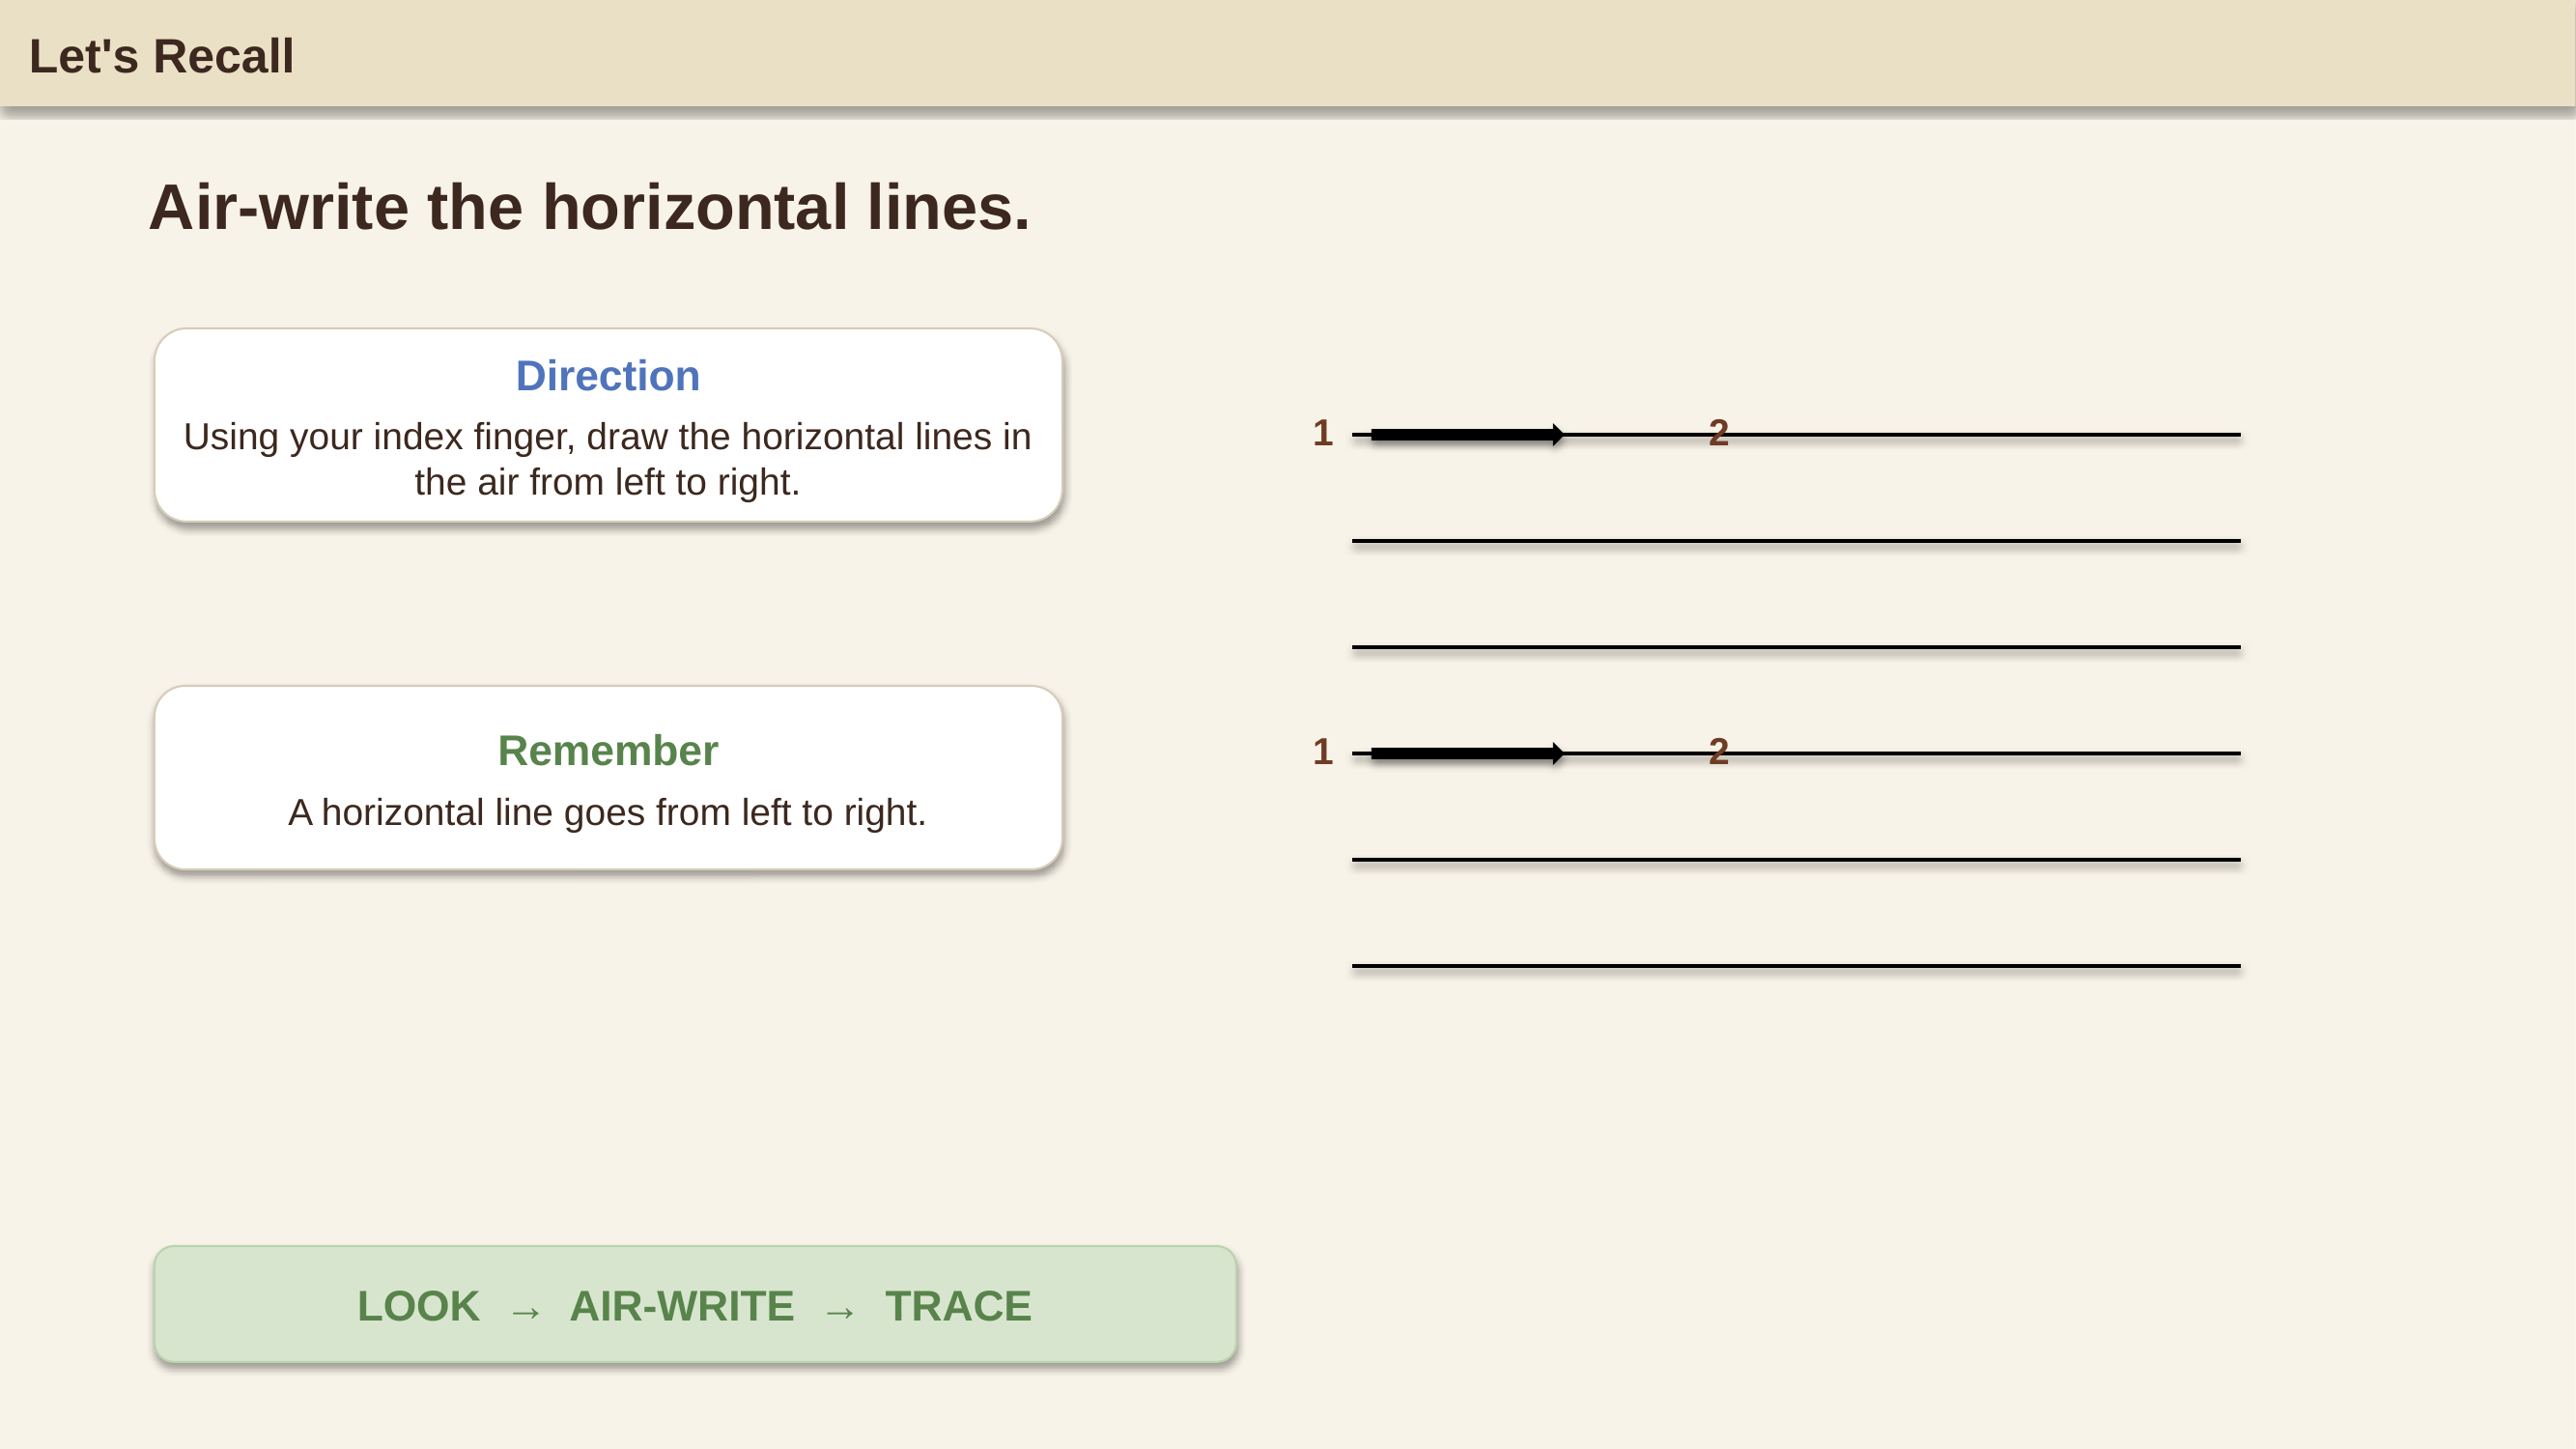 Let's Recall
Air-write the horizontal lines.
Direction
Using your index finger, draw the horizontal lines in
the air from left to right.
1 2
Remember
A horizontal line goes from left to right.
1 2
LOOK → AIR-WRITE → TRACE